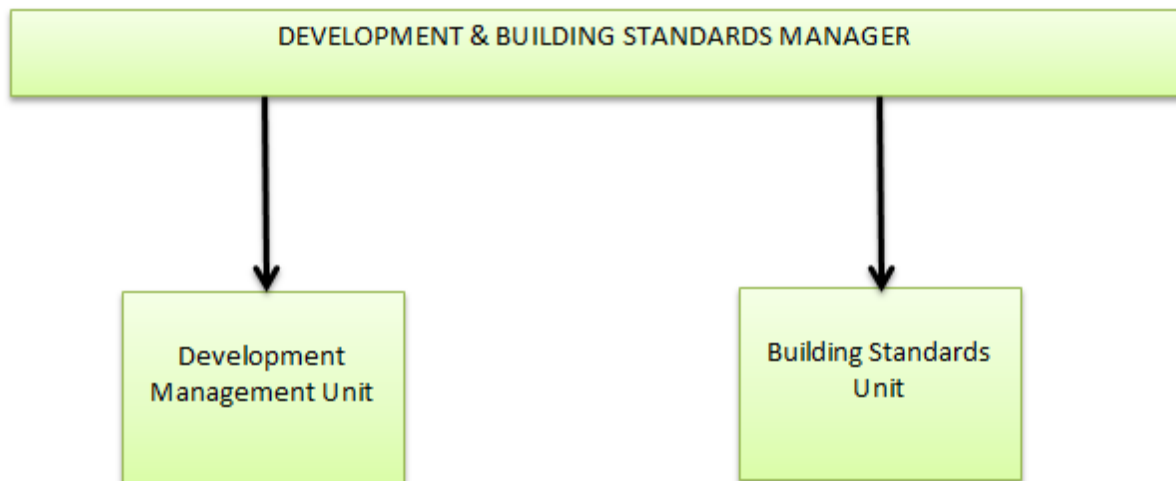 DEVELOPMENT & BUILDING STANDARDS MANAGER
Development
Management Unit
Building Standards
Unit